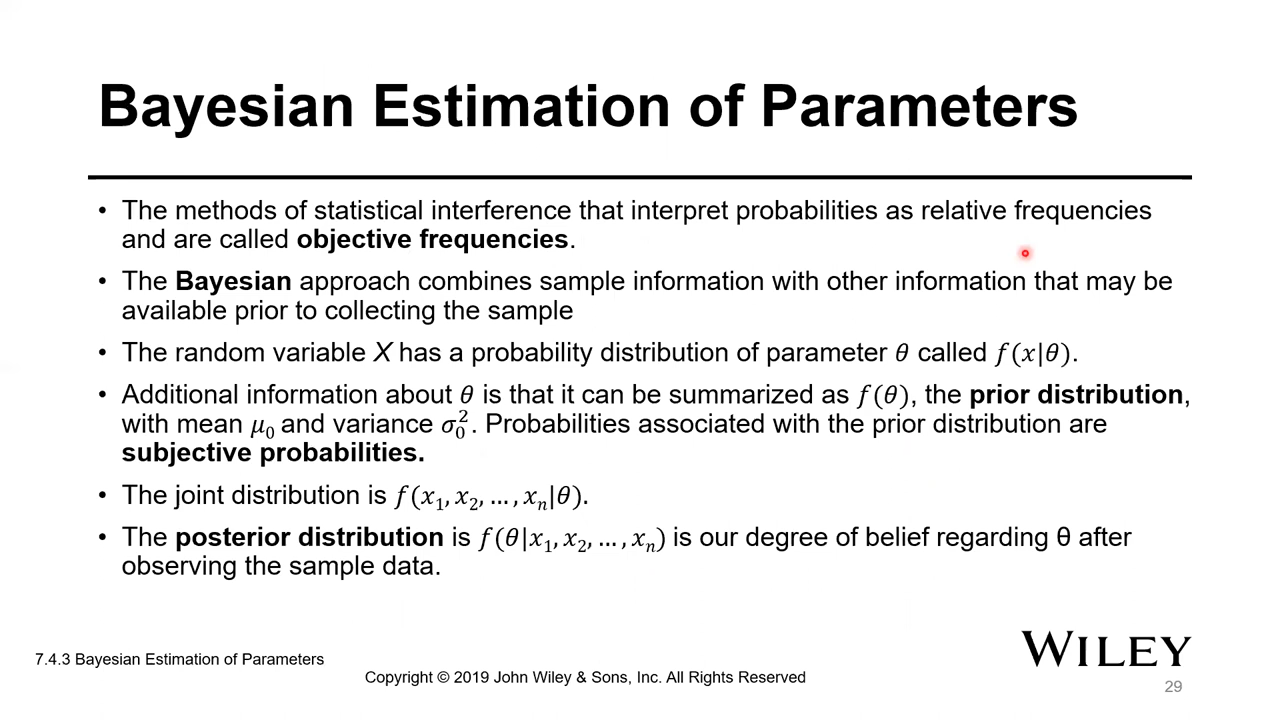 Bayesian Estimation of Parameters
• The methods of statistical interference that interpret probabilities as relative frequencies
and are called objective frequencies.
• The Bayesian approach combines sample information with other information that may be
available prior to collecting the sample
• The random variable X has a probability distribution of parameter θ called f(x|θ).
• Additional information about θ is that it can be summarized as f(θ), the prior distribution,
with mean μ₀ and variance σ₀². Probabilities associated with the prior distribution are
subjective probabilities.
• The joint distribution is f(x₁, x₂, … , xₙ|θ).
• The posterior distribution is f(θ|x₁, x₂, … , xₙ) is our degree of belief regarding θ after
observing the sample data.
7.4.3 Bayesian Estimation of Parameters
Copyright © 2019 John Wiley & Sons, Inc. All Rights Reserved
WILEY
29